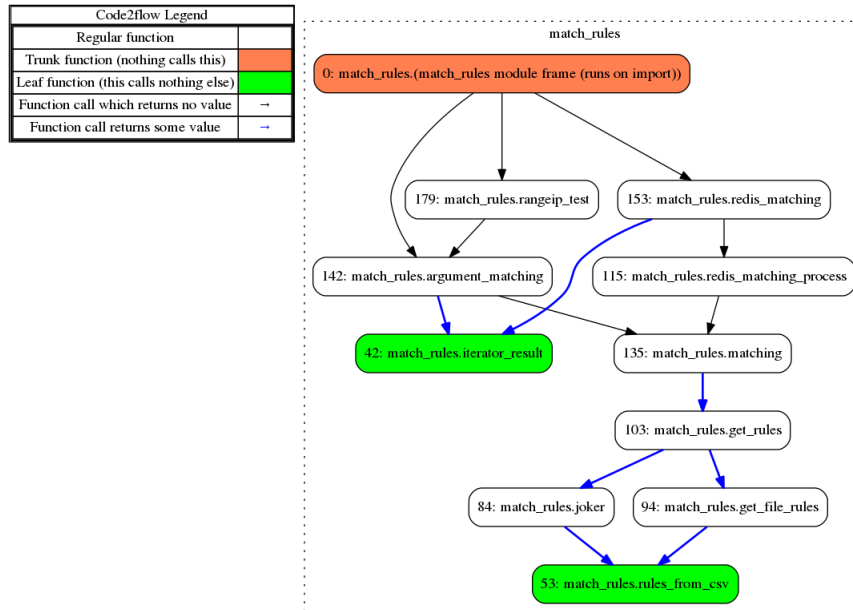 Code2flow Legend
Regular function
Trunk function (nothing calls this)
Leaf function (this calls nothing else)
Function call which returns no value →
Function call returns some value →
match_rules
0: match_rules.(match_rules module frame (runs on import))
179: match_rules.rangeip_test
153: match_rules.redis_matching
142: match_rules.argument_matching
115: match_rules.redis_matching_process
42: match_rules.iterator_result
135: match_rules.matching
103: match_rules.get_rules
84: match_rules.joker
94: match_rules.get_file_rules
53: match_rules.rules_from_csv